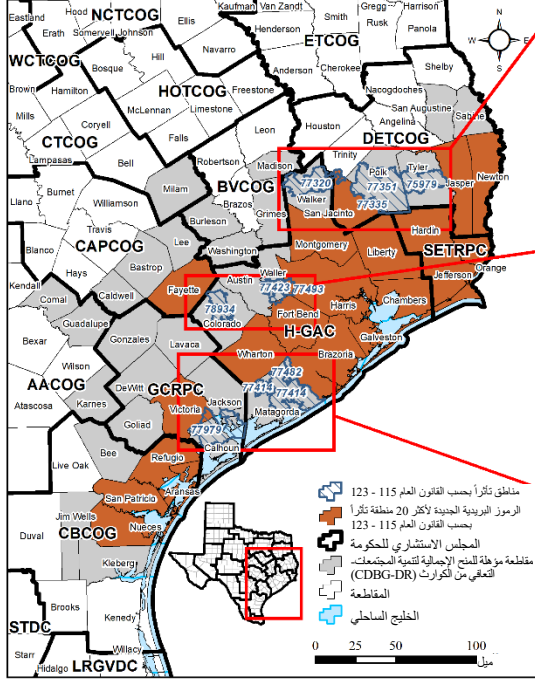 Eastland
Hood
NCTCOG
Ellis
Kaufman
Van Zandt
Smith
Gregg
Harrison
Erath
Somervell
Johnson
Henderson
Rusk
Panola
Navarro
ETCOG
N
W
E
S
Hill
WCTCOG
Bosque
Anderson
Cherokee
Shelby
Brown
Hamilton
HOTCOG
Freestone
Nacogdoches
McLennan
Limestone
San Augustine
Mills
Coryell
Leon
Houston
Angelina
Sabine
CTCOG
Falls
DETCOG
Lampasas
Bell
Robertson
Madison
Trinity
Polk
Tyler
Newton
Burnet
Milam
BVCOG
77320
77351
75979
Jasper
Llano
Williamson
Brazos
Walker
77335
Grimes
San Jacinto
Burleson
Hardin
Travis
Blanco
CAPCOG
Lee
Washington
Montgomery
Liberty
SETRPC
Hays
Bastrop
Orange
Kendall
Waller
Jefferson
Comal
Caldwell
Fayette
Austin
77423
77493
Chambers
78934
Harris
Guadalupe
Colorado
Fort-Bend
Gonzales
H-GAC
Galveston
Bexar
Lavaca
Wilson
Wharton
Brazoria
AACOG
DeWitt
GCRPC
77482
Jackson
77414
77414
Atascosa
Karnes
Victoria
Matagorda
Goliad
77979
Bee
Calhoun
Live Oak
Refugio
San Patricio
Aransas
Jim Wells
Nueces
Duval
CBCOG
Kleberg
Brooks
Kenedy
STDC
Starr
Willacy
Hidalgo
LRGVDC
مناطق تأثراً بحسب القانون العام 115 - 123
الرموز البريدية الجديدة لأكثر 20 منطقة تأثراً
بحسب القانون العام 115 - 123
المجلس الاستشاري للحكومة
مقاطعة مؤهلة للمنح الإجمالية لتنمية المجتمعات-
التعافي من الكوارث (CDBG-DR)
المقاطعة
الخليج الساحلي
0
50
100
ميل